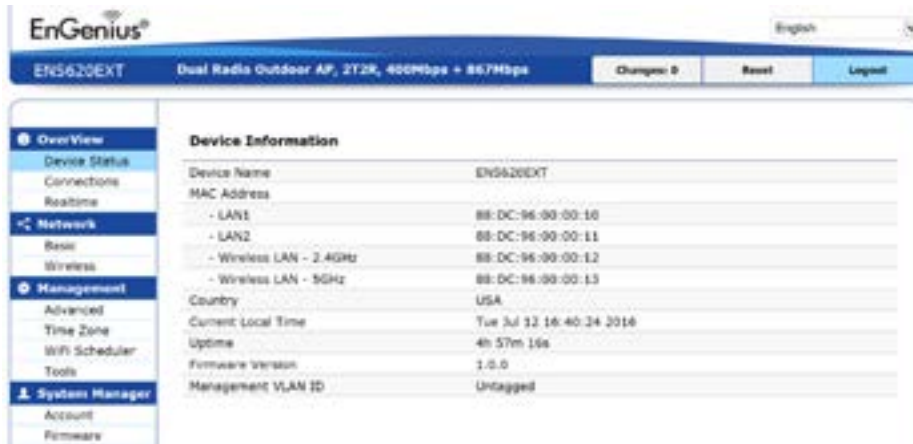 EnGenius®
English
ENS620EXT
Dual Radio Outdoor AP, 2T2R, 400Mbps + 867Mbps
Changes: 0
Reset
Logout
OverView
Device Status
Connections
Realtime
Network
Basic
Wireless
Management
Advanced
Time Zone
WiFi Scheduler
Tools
System Manager
Account
Firmware
Device Information
Device Name ENS620EXT
MAC Address
- LAN1 88:DC:96:00:00:10
- LAN2 88:DC:96:00:00:11
- Wireless LAN - 2.4GHz 88:DC:96:00:00:12
- Wireless LAN - 5GHz 88:DC:96:00:00:13
Country USA
Current Local Time Tue Jul 12 16:40:24 2016
Uptime 4h 57m 16s
Firmware Version 1.0.0
Management VLAN ID Untagged